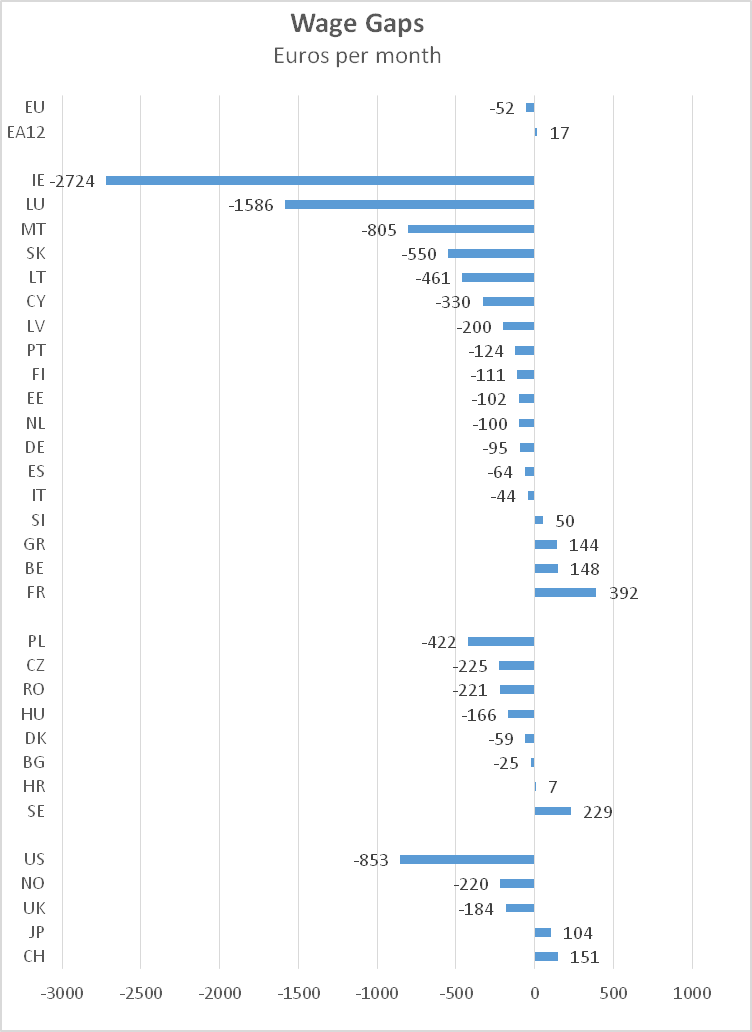 Wage Gaps
Euros per month
EU -52
EA12 17
IE -2724
LU -1586
MT -805
SK -550
LT -461
CY -330
LV -200
PT -124
FI -111
EE -102
NL -100
DE -95
ES -64
IT -44
SI 50
GR 144
BE 148
FR 392
PL -422
CZ -225
RO -221
HU -166
DK -59
BG -25
HR 7
SE 229
US -853
NO -220
UK -184
JP 104
CH 151
-3000 -2500 -2000 -1500 -1000 -500 0 500 1000